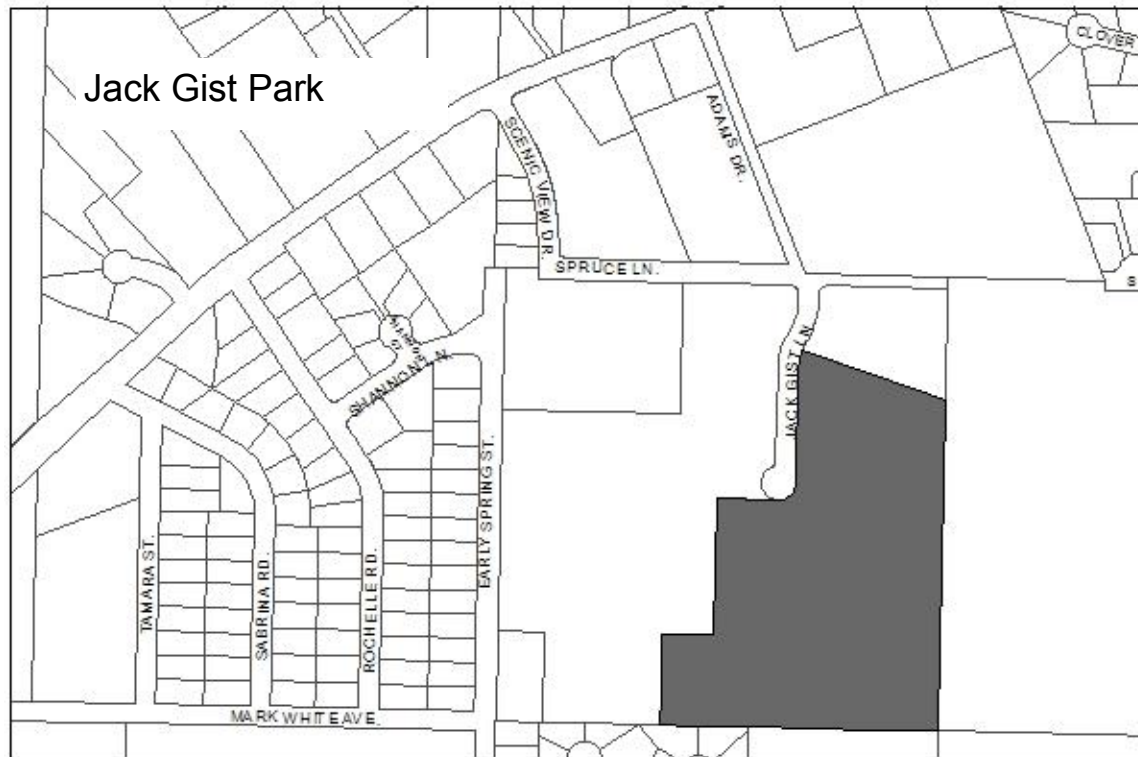 Jack Gist Park
CLOVER
SCENIC VIEW DR.
ADAMS DR.
SPRUCE LN.
S
SHANNON LN.
JACK GIST LN
EARLY SPRING ST.
TAMARA ST.
SABRINA RD.
ROCHELLE RD.
MARK WHITE AVE.